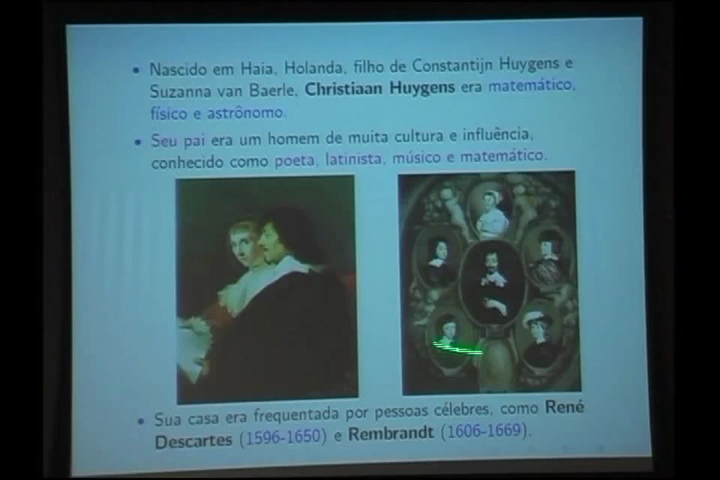 • Nascido em Haia, Holanda, filho de Constantijn Huygens e
Suzanna van Baerle, Christiaan Huygens era matemático,
físico e astrônomo.
• Seu pai era um homem de muita cultura e influência,
conhecido como poeta, latinista, músico e matemático.
• Sua casa era frequentada por pessoas célebres, como René
Descartes (1596-1650) e Rembrandt (1606-1669).